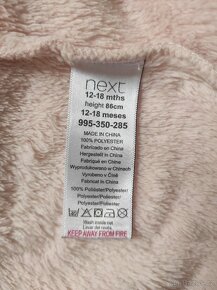 next
12-18 mths
height 86cm
12-18 meses
995-350-285
MADE IN CHINA
100% POLYESTER
Fabricado en China
Hergestellt in China
Fabriqué en Chine
Wyprodukowano w Chinach
Vyrobeno v Číně
Fabricat în China
100% Poliéster/Polyester/
Polyester/Polyester/
Poliester/Polyester
KEEP AWAY FROM FIRE